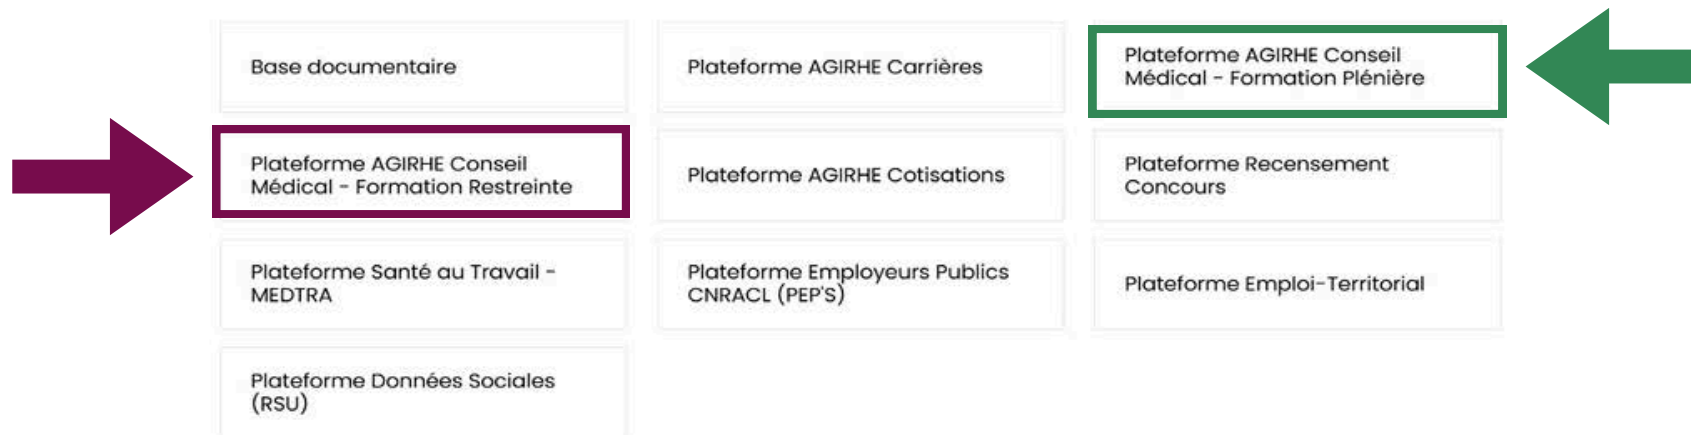 Base documentaire
Plateforme AGIRHE Carrières
Plateforme AGIRHE Conseil
Médical - Formation Plénière
Plateforme AGIRHE Conseil
Médical - Formation Restreinte
Plateforme AGIRHE Cotisations
Plateforme Recensement
Concours
Plateforme Santé au Travail -
MEDTRA
Plateforme Employeurs Publics
CNRACL (PEP'S)
Plateforme Emploi-Territorial
Plateforme Données Sociales
(RSU)